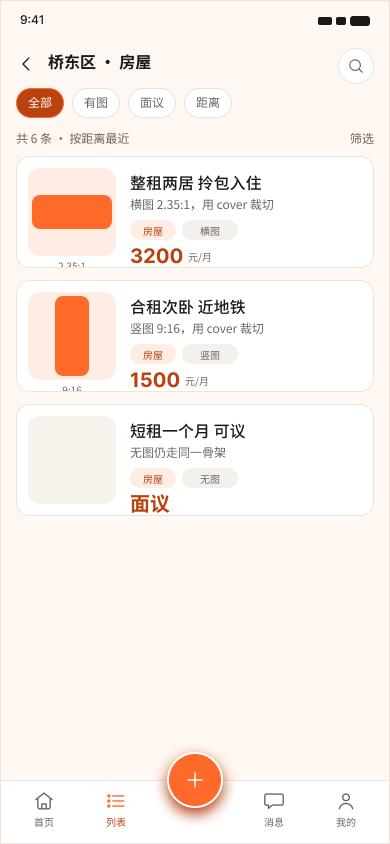 9:41
桥东区 · 房屋
全部
有图
面议
距离
共 6 条 · 按距离最近
筛选
整租两居 拎包入住
横图 2.35:1，用 cover 裁切
房屋
横图
3200 元/月
2.35:1
合租次卧 近地铁
竖图 9:16，用 cover 裁切
房屋
竖图
1500 元/月
9:16
短租一个月 可议
无图仍走同一骨架
房屋
无图
面议
首页
列表
消息
我的